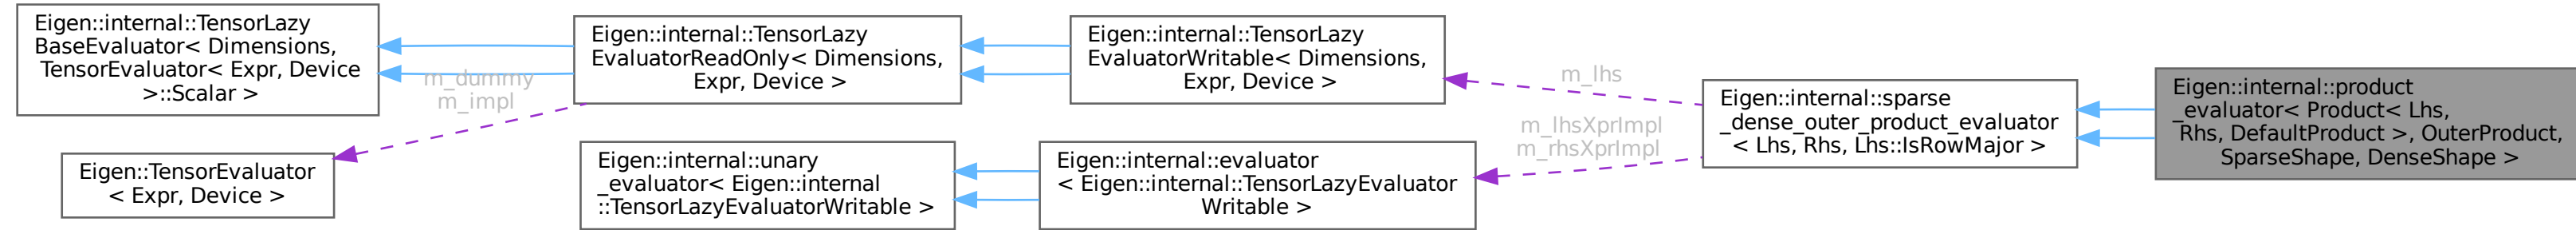 Eigen::internal::TensorLazy
BaseEvaluator< Dimensions,
TensorEvaluator< Expr, Device
>::Scalar >
Eigen::TensorEvaluator
< Expr, Device >
m_dummy
m_impl
Eigen::internal::TensorLazy
EvaluatorReadOnly< Dimensions,
Expr, Device >
Eigen::internal::unary
_evaluator< Eigen::internal
::TensorLazyEvaluatorWritable >
Eigen::internal::TensorLazy
EvaluatorWritable< Dimensions,
Expr, Device >
Eigen::internal::evaluator
< Eigen::internal::TensorLazyEvaluator
Writable >
m_lhs
m_lhsXprImpl
m_rhsXprImpl
Eigen::internal::sparse
_dense_outer_product_evaluator
< Lhs, Rhs, Lhs::IsRowMajor >
Eigen::internal::product
_evaluator< Product< Lhs,
Rhs, DefaultProduct >, OuterProduct,
SparseShape, DenseShape >